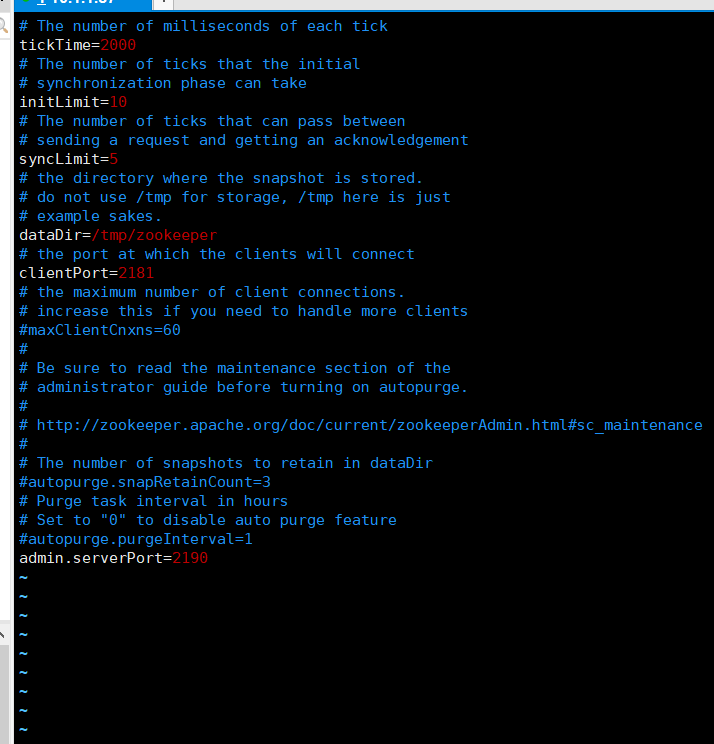 # The number of milliseconds of each tick
tickTime=2000
# The number of ticks that the initial
# synchronization phase can take
initLimit=10
# The number of ticks that can pass between
# sending a request and getting an acknowledgement
syncLimit=5
# the directory where the snapshot is stored.
# do not use /tmp for storage, /tmp here is just
# example sakes.
dataDir=/tmp/zookeeper
# the port at which the clients will connect
clientPort=2181
# the maximum number of client connections.
# increase this if you need to handle more clients
#maxClientCnxns=60
#
# Be sure to read the maintenance section of the
# administrator guide before turning on autopurge.
#
# http://zookeeper.apache.org/doc/current/zookeeperAdmin.html#sc_maintenance
#
# The number of snapshots to retain in dataDir
#autopurge.snapRetainCount=3
# Purge task interval in hours
# Set to "0" to disable auto purge feature
#autopurge.purgeInterval=1
admin.serverPort=2190
~
~
~
~
~
~
~
~
~